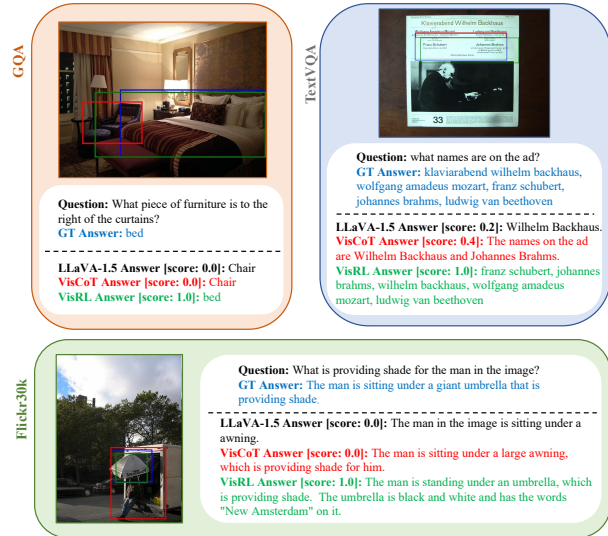 GQA
Question: What piece of furniture is to the
right of the curtains?
GT Answer: bed
LLaVA-1.5 Answer [score: 0.0]: Chair
VisCoT Answer [score: 0.0]: Chair
VisRL Answer [score: 1.0]: bed
TextVQA
Klavierabend Wilhelm Backhaus
Franz Schubert
Johannes Brahms
33
Question: what names are on the ad?
GT Answer: klaviarabend wilhelm backhaus,
wolfgang amadeus mozart, franz schubert,
johannes brahms, ludwig van beethoven
LLaVA-1.5 Answer [score: 0.2]: Wilhelm Backhaus.
VisCoT Answer [score: 0.4]: The names on the ad
are Wilhelm Backhaus and Johannes Brahms.
VisRL Answer [score: 1.0]: franz schubert, johannes
brahms, wilhelm backhaus, wolfgang amadeus
mozart, ludwig van beethoven
Flickr30k
Question: What is providing shade for the man in the image?
GT Answer: The man is sitting under a giant umbrella that is
providing shade.
LLaVA-1.5 Answer [score: 0.0]: The man in the image is sitting under a
awning.
VisCoT Answer [score: 0.0]: The man is sitting under a large awning,
which is providing shade for him.
VisRL Answer [score: 1.0]: The man is standing under an umbrella, which
is providing shade. The umbrella is black and white and has the words
"New Amsterdam" on it.